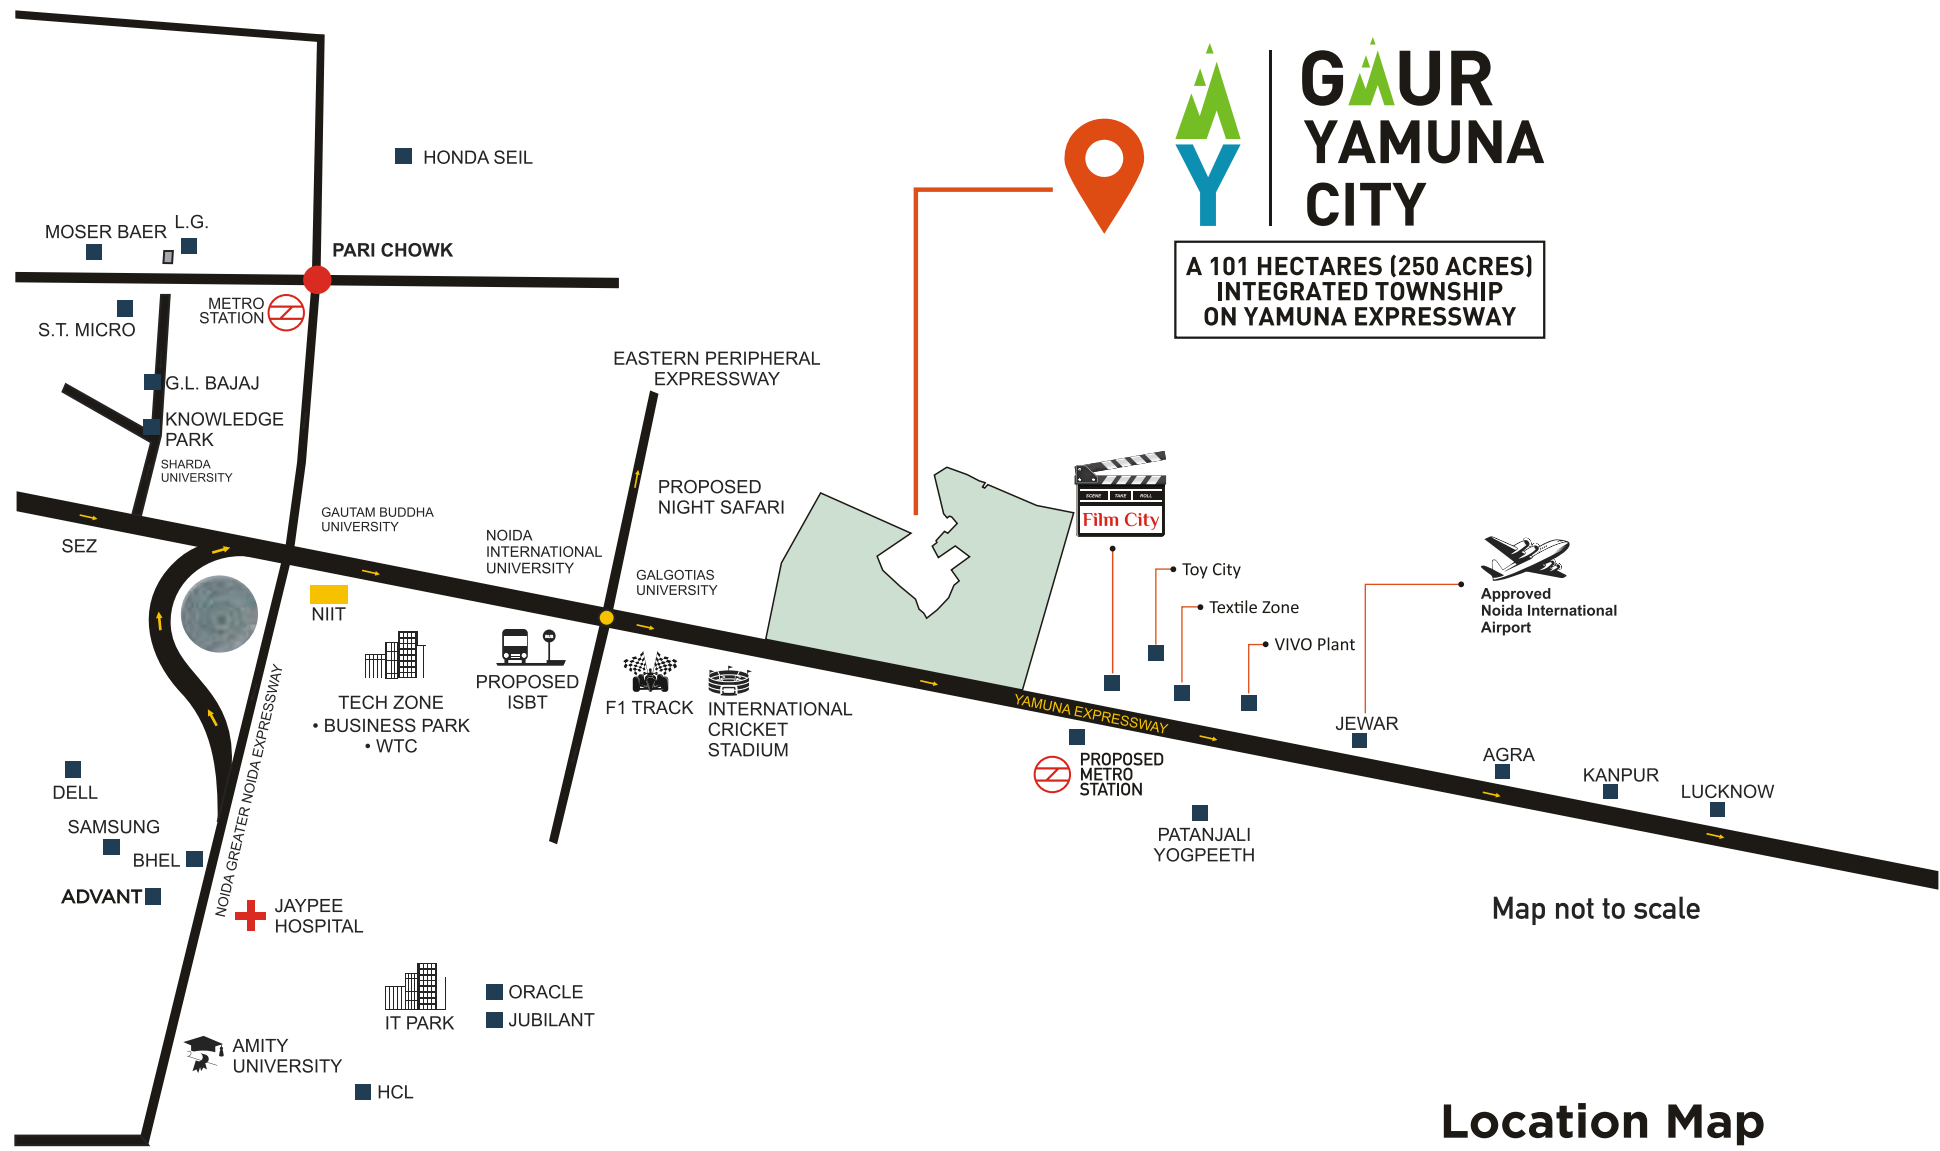 GAUR
YAMUNA
CITY
A 101 HECTARES (250 ACRES)
INTEGRATED TOWNSHIP
ON YAMUNA EXPRESSWAY
HONDA SEIL
MOSER BAER
L.G.
PARI CHOWK
METRO
STATION
S.T. MICRO
G.L. BAJAJ
KNOWLEDGE
PARK
SHARDA
UNIVERSITY
EASTERN PERIPHERAL
EXPRESSWAY
PROPOSED
NIGHT SAFARI
SCENE TAKE ROLL
Film City
GAUTAM BUDDHA
UNIVERSITY
NOIDA
INTERNATIONAL
UNIVERSITY
GALGOTIAS
UNIVERSITY
SEZ
NIIT
Toy City
Textile Zone
VIVO Plant
Approved
Noida International
Airport
TECH ZONE
• BUSINESS PARK
• WTC
PROPOSED
ISBT
F1 TRACK
INTERNATIONAL
CRICKET
STADIUM
YAMUNA EXPRESSWAY
NOIDA GREATER NOIDA EXPRESSWAY
PROPOSED
METRO
STATION
JEWAR
AGRA
KANPUR
LUCKNOW
PATANJALI
YOGPEETH
DELL
SAMSUNG
BHEL
ADVANT
JAYPEE
HOSPITAL
Map not to scale
IT PARK
ORACLE
JUBILANT
AMITY
UNIVERSITY
HCL
Location Map